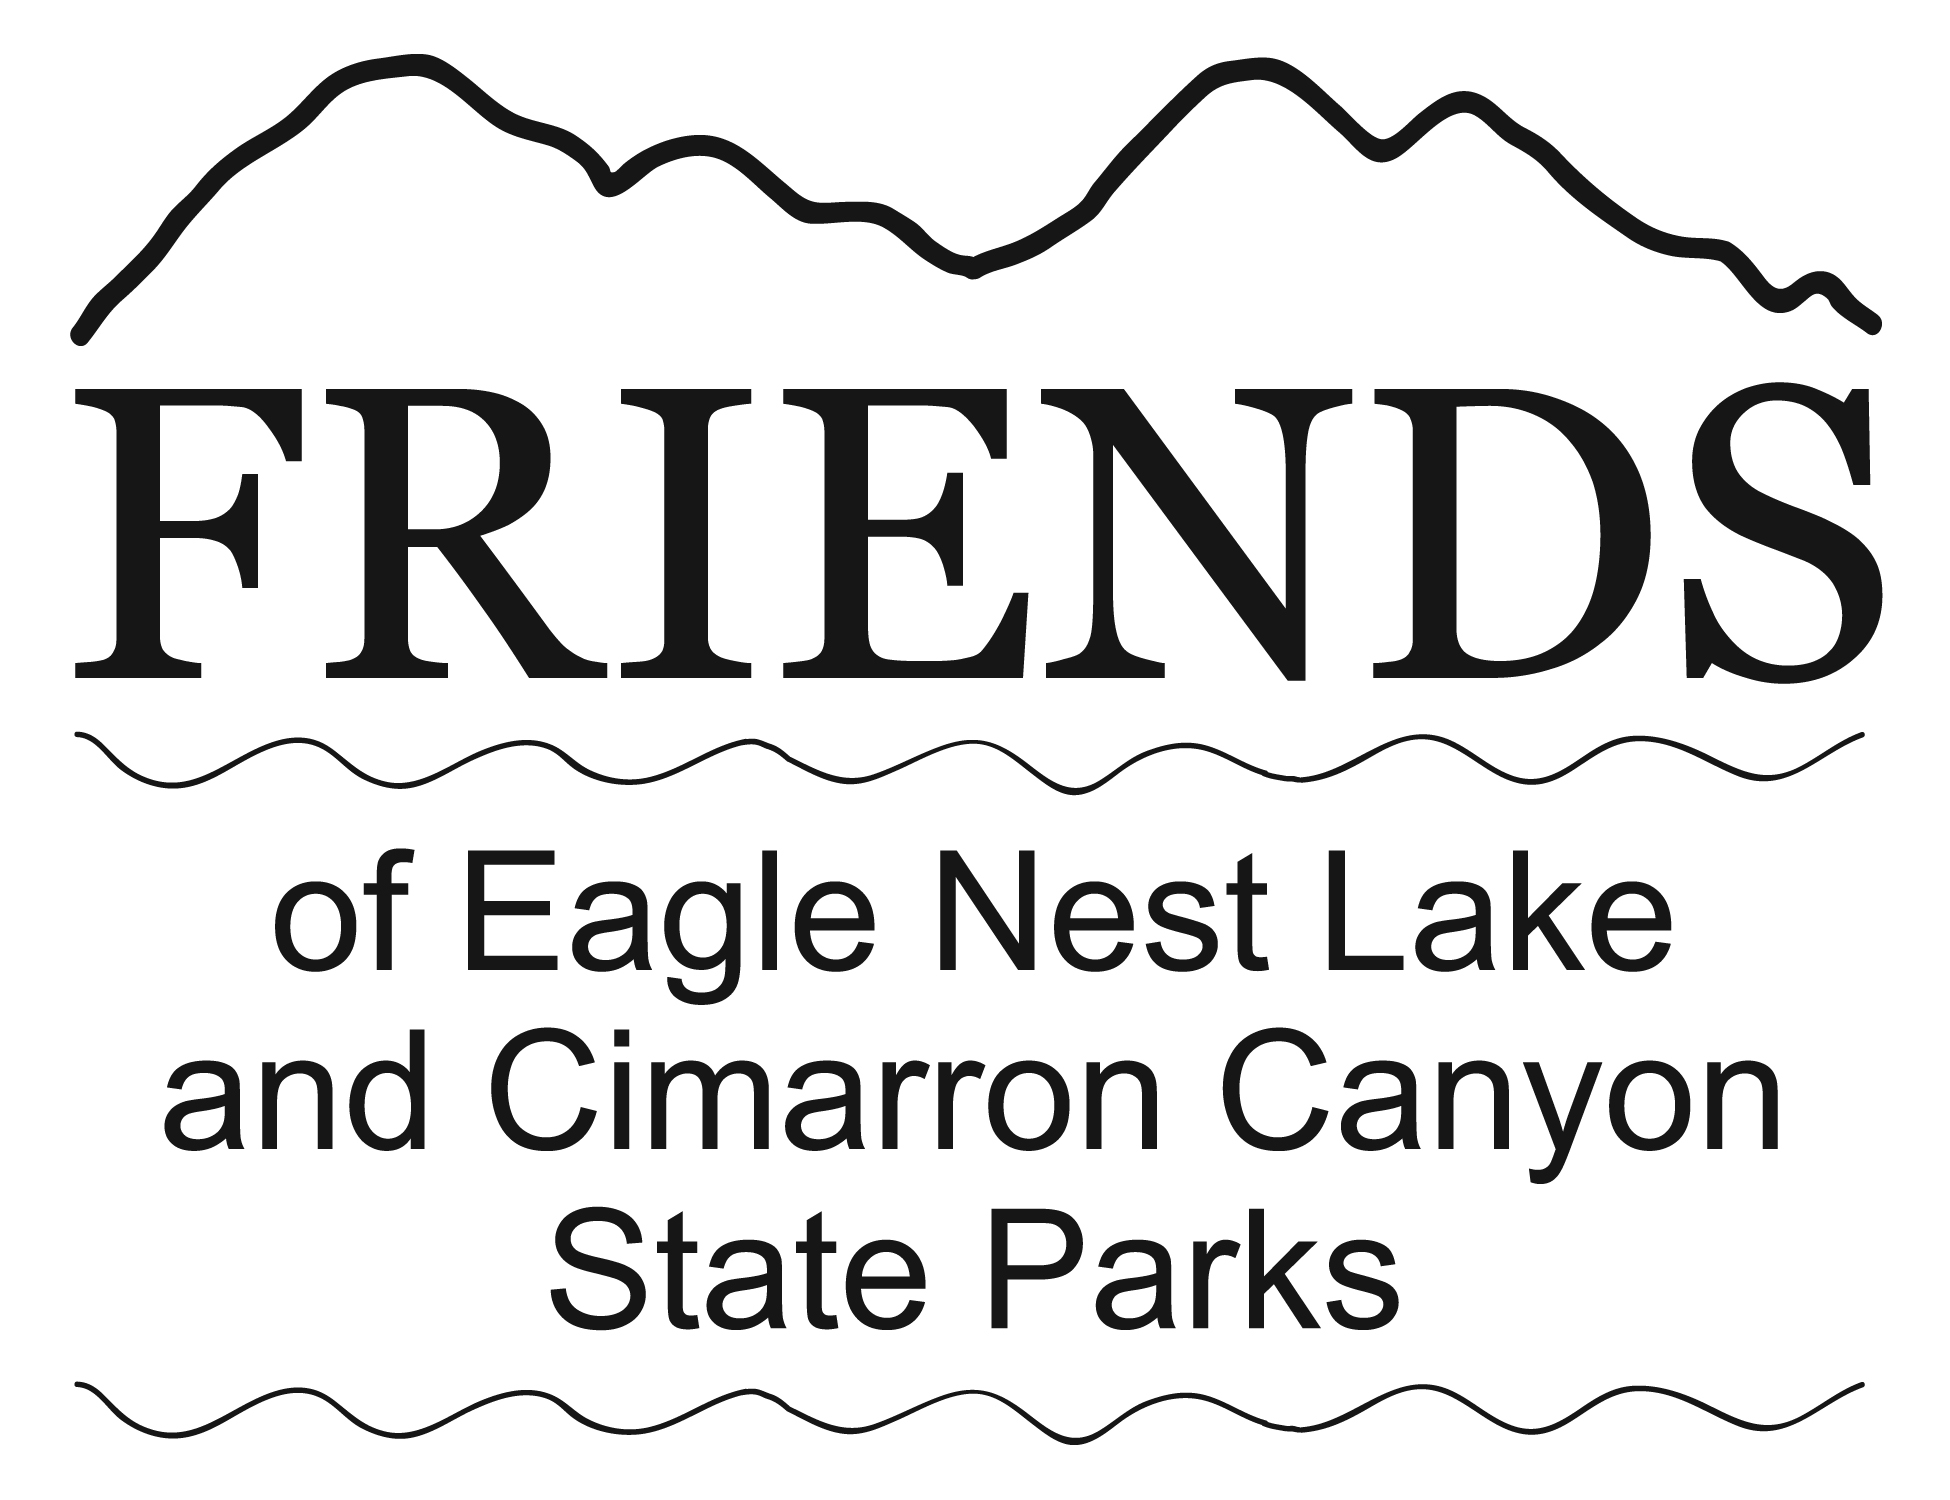 FRIENDS
of Eagle Nest Lake
and Cimarron Canyon
State Parks